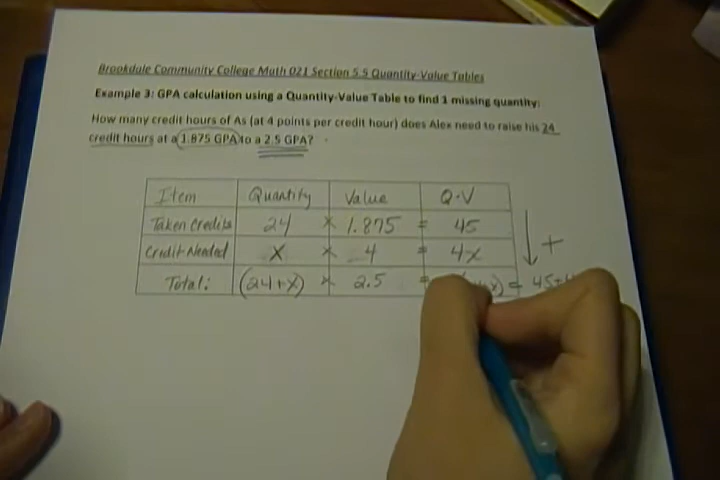 Brookdale Community College Math 021 Section 5.5 Quantity-Value Tables
Example 3: GPA calculation using a Quantity-Value Table to find 1 missing quantity:
How many credit hours of As (at 4 points per credit hour) does Alex need to raise his 24
credit hours at a 1.875 GPA to a 2.5 GPA?
Item Quantity Value Q·V
Taken Credits 24 × 1.875 = 45
Credit Needed x × 4 = 4x
+
Total: (24+x) × 2.5 = x) = 45+4